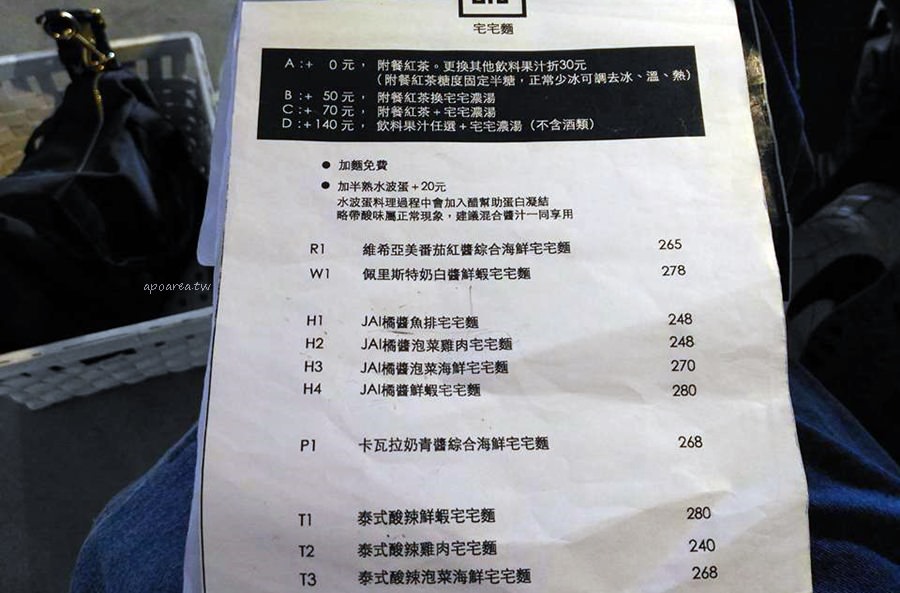 宅宅麵
A:+ 0元, 附餐紅茶。更換其他飲料果汁折30元
(附餐紅茶糖度固定半糖,正常少冰可調去冰、溫、熱)
B:+ 50元, 附餐紅茶換宅宅濃湯
C:+ 70元, 附餐紅茶+宅宅濃湯
D:+140元, 飲料果汁任選+宅宅濃湯(不含酒類)
● 加麵免費
● 加半熟水波蛋+20元
水波蛋料理過程中會加入醋幫助蛋白凝結
略帶酸味屬正常現象,建議混合醬汁一同享用
R1 維希亞美番茄紅醬綜合海鮮宅宅麵 265
W1 佩里斯特奶白醬鮮蝦宅宅麵 278
apoarea.tw
H1 JAI橘醬魚排宅宅麵 248
H2 JAI橘醬泡菜雞肉宅宅麵 248
H3 JAI橘醬泡菜海鮮宅宅麵 270
H4 JAI橘醬鮮蝦宅宅麵 280
P1 卡瓦拉奶青醬綜合海鮮宅宅麵 268
T1 泰式酸辣鮮蝦宅宅麵 280
T2 泰式酸辣雞肉宅宅麵 240
T3 泰式酸辣泡菜海鮮宅宅麵 268